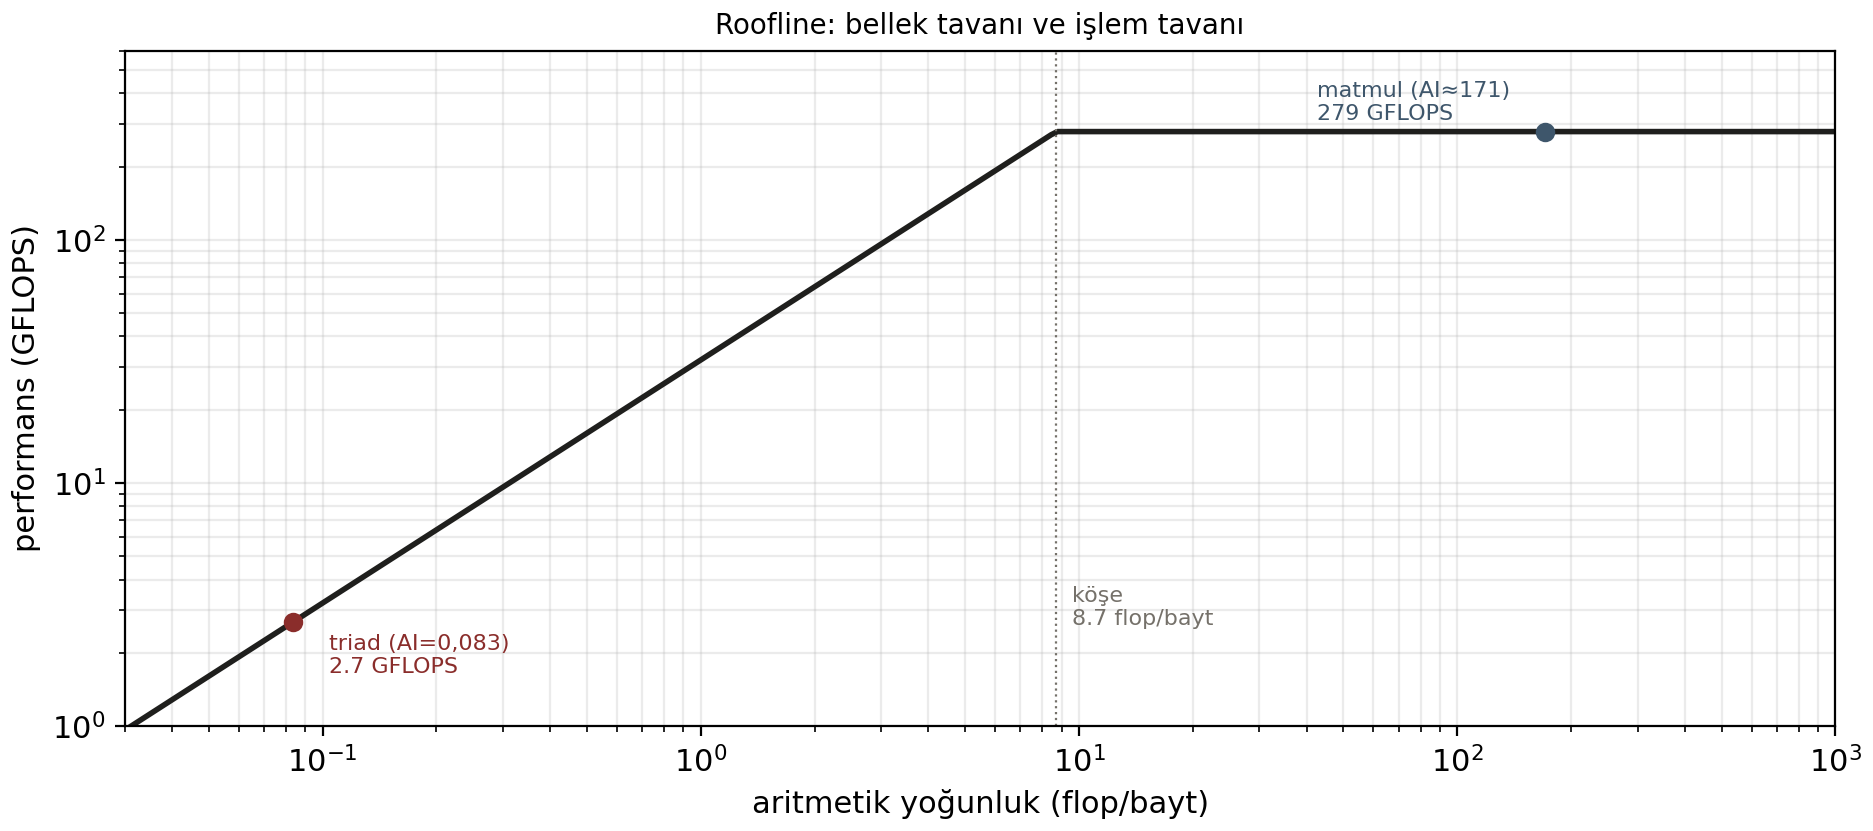 Roofline: bellek tavanı ve işlem tavanı
matmul (AI≈171)
279 GFLOPS
köşe
8.7 flop/bayt
triad (AI=0,083)
2.7 GFLOPS
performans (GFLOPS)
10²
10¹
10⁰
10⁻¹
10⁰
10¹
10²
10³
aritmetik yoğunluk (flop/bayt)